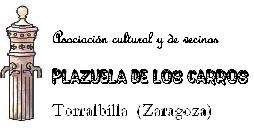 Asociación cultural y de vecinos
PLAZUELA DE LOS CARROS
Torralbilla (Zaragoza)